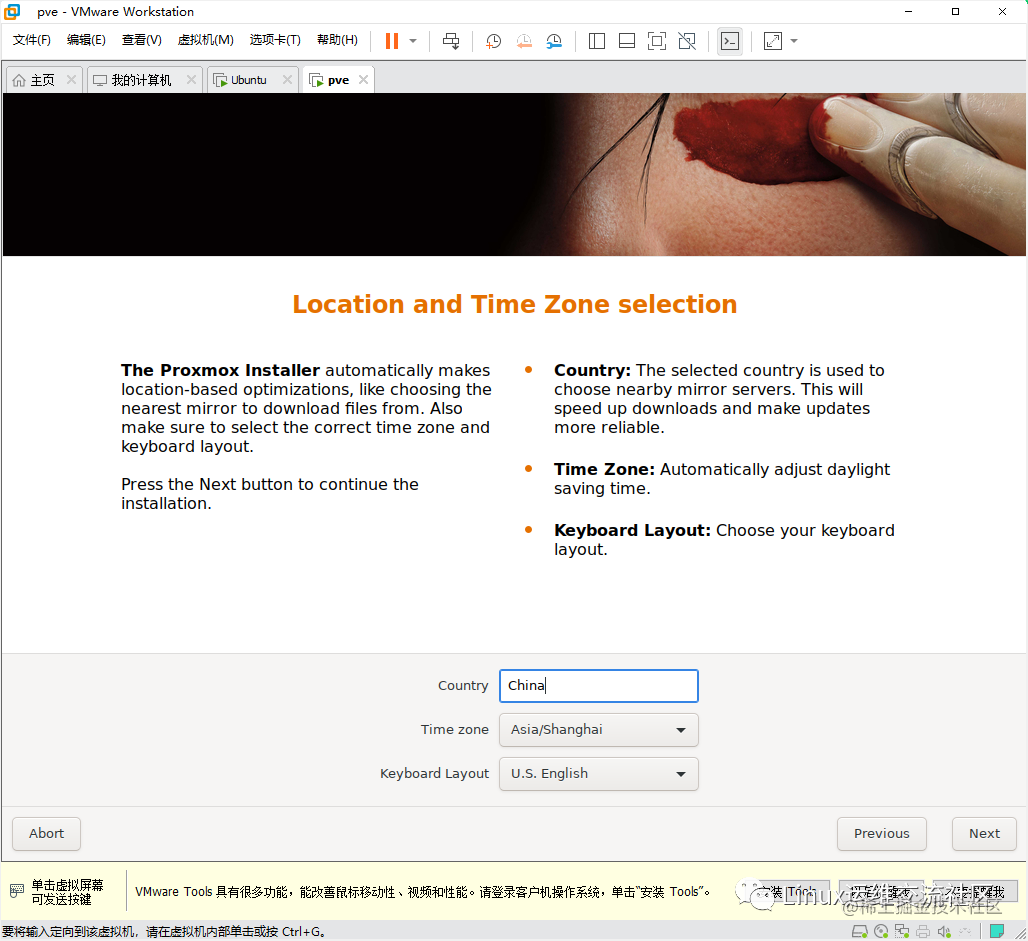 pve - VMware Workstation
文件(F) 编辑(E) 查看(V) 虚拟机(M) 选项卡(T) 帮助(H)
主页 我的计算机 Ubuntu pve
Location and Time Zone selection
The Proxmox Installer automatically makes
location-based optimizations, like choosing the
nearest mirror to download files from. Also
make sure to select the correct time zone and
keyboard layout.
Press the Next button to continue the
installation.
Country: The selected country is used to
choose nearby mirror servers. This will
speed up downloads and make updates
more reliable.
Time Zone: Automatically adjust daylight
saving time.
Keyboard Layout: Choose your keyboard
layout.
Country China
Time zone Asia/Shanghai
Keyboard Layout U.S. English
Abort Previous Next
单击虚拟屏幕
可发送按键
VMware Tools 具有很多功能，能改善鼠标移动性、视频和性能。请登录客户机操作系统，单击“安装 Tools”。
Linux运维交流社区
@稀土掘金技术社区
要将输入定向到该虚拟机，请在虚拟机内部单击或按 Ctrl+G。